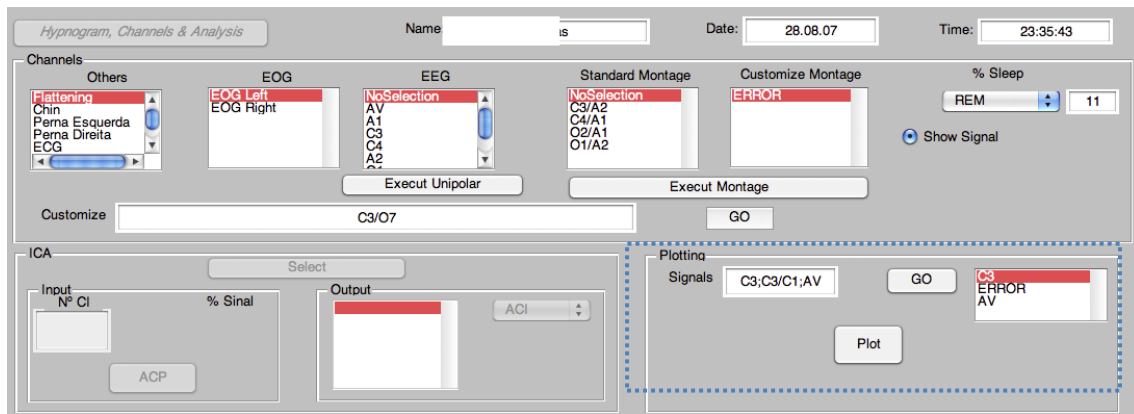 Hypnogram, Channels & Analysis
Name
as
Date:
28.08.07
Time:
23:35:43
Channels
Others
EOG
EEG
Standard Montage
Customize Montage
% Sleep
Flattening
Chin
Perna Esquerda
Perna Direita
ECG
EOG Left
EOG Right
NoSelection
AV
A1
C3
C4
A2
NoSelection
C3/A2
C4/A1
O2/A1
O1/A2
ERROR
REM
11
Show Signal
Execut Unipolar
Execut Montage
Customize
C3/O7
GO
ICA
Select
Input
Nº CI
% Sinal
ACP
Output
ACI
Plotting
Signals
C3;C3/C1;AV
GO
C3
ERROR
AV
Plot